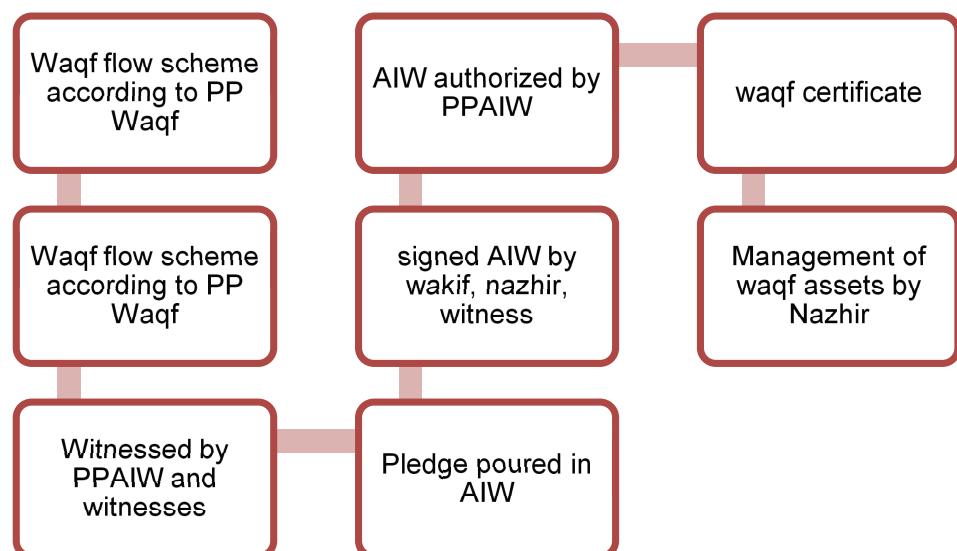 Waqf flow scheme
according to PP
Waqf
Waqf flow scheme
according to PP
Waqf
Witnessed by
PPAIW and
witnesses
Pledge poured in
AIW
signed AIW by
wakif, nazhir,
witness
AIW authorized by
PPAIW
waqf certificate
Management of
waqf assets by
Nazhir